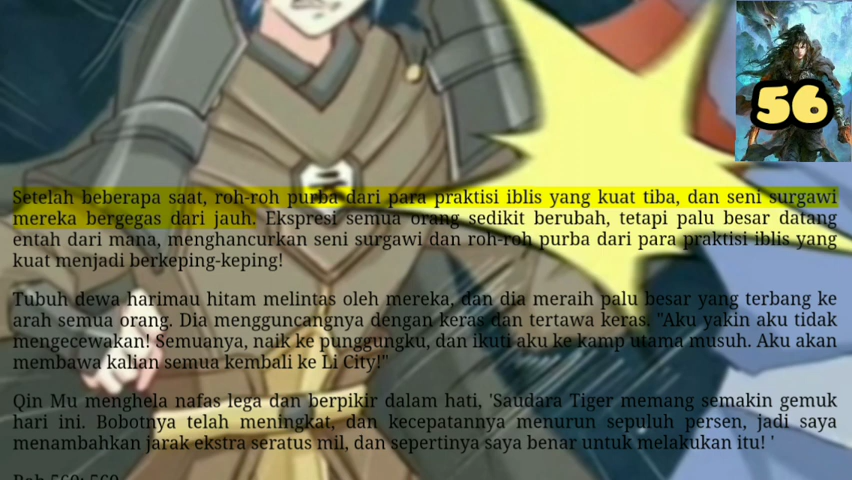 56
Setelah beberapa saat, roh-roh purba dari para praktisi iblis yang kuat tiba, dan seni surgawi
mereka bergegas dari jauh. Ekspresi semua orang sedikit berubah, tetapi palu besar datang
entah dari mana, menghancurkan seni surgawi dan roh-roh purba dari para praktisi iblis yang
kuat menjadi berkeping-keping!
Tubuh dewa harimau hitam melintas oleh mereka, dan dia meraih palu besar yang terbang ke
arah semua orang. Dia mengguncangnya dengan keras dan tertawa keras. "Aku yakin aku tidak
mengecewakan! Semuanya, naik ke punggungku, dan ikuti aku ke kamp utama musuh. Aku akan
membawa kalian semua kembali ke Li City!"
Qin Mu menghela nafas lega dan berpikir dalam hati, 'Saudara Tiger memang semakin gemuk
hari ini. Bobotnya telah meningkat, dan kecepatannya menurun sepuluh persen, jadi saya
menambahkan jarak ekstra seratus mil, dan sepertinya saya benar untuk melakukan itu! '
Bab 560: 560